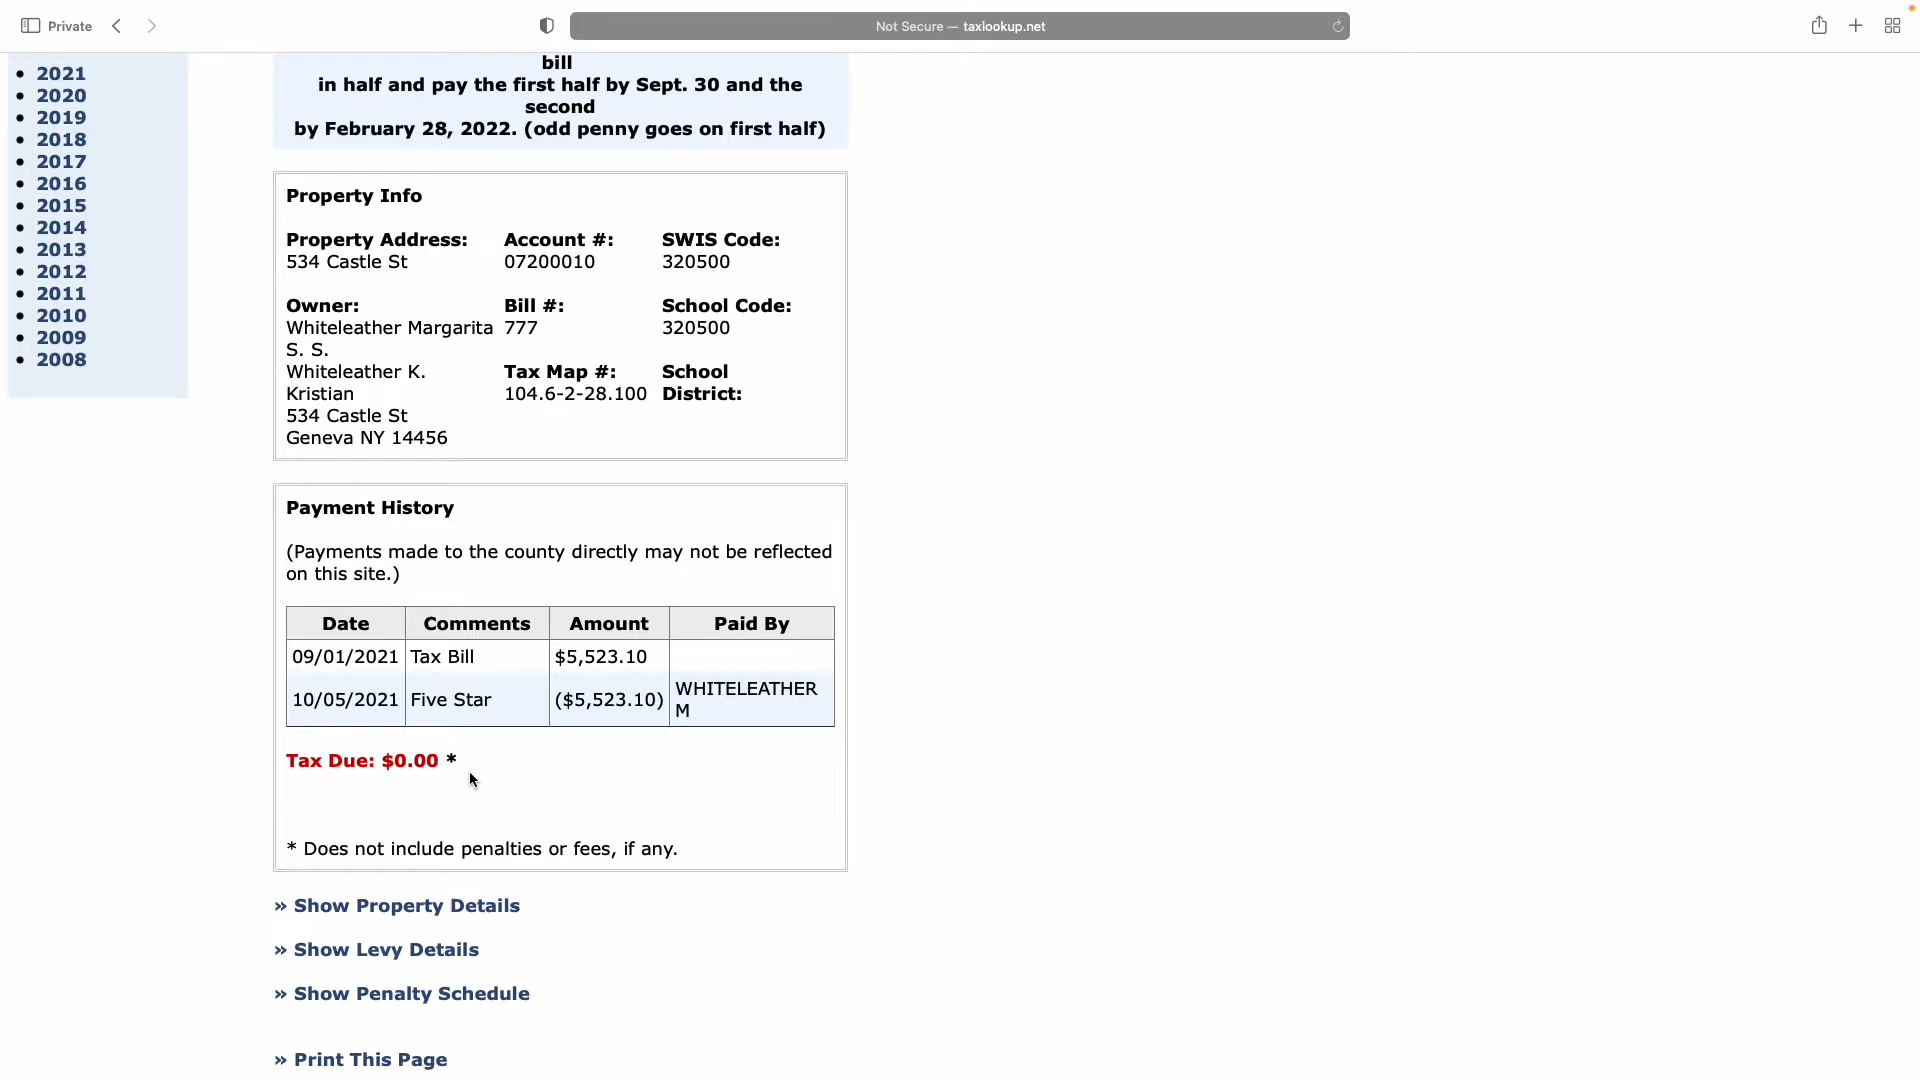 Private
Not Secure — taxlookup.net
• 2021
• 2020
• 2019
• 2018
• 2017
• 2016
• 2015
• 2014
• 2013
• 2012
• 2011
• 2010
• 2009
• 2008
bill
in half and pay the first half by Sept. 30 and the
second
by February 28, 2022. (odd penny goes on first half)
Property Info
Property Address: Account #: SWIS Code:
534 Castle St 07200010 320500
Owner: Bill #: School Code:
Whiteleather Margarita 777 320500
S. S.
Whiteleather K. Tax Map #: School
Kristian 104.6-2-28.100 District:
534 Castle St
Geneva NY 14456
Payment History
(Payments made to the county directly may not be reflected
on this site.)
Date Comments Amount Paid By
09/01/2021 Tax Bill $5,523.10
10/05/2021 Five Star ($5,523.10) WHITELEATHER
M
Tax Due: $0.00 *
* Does not include penalties or fees, if any.
» Show Property Details
» Show Levy Details
» Show Penalty Schedule
» Print This Page